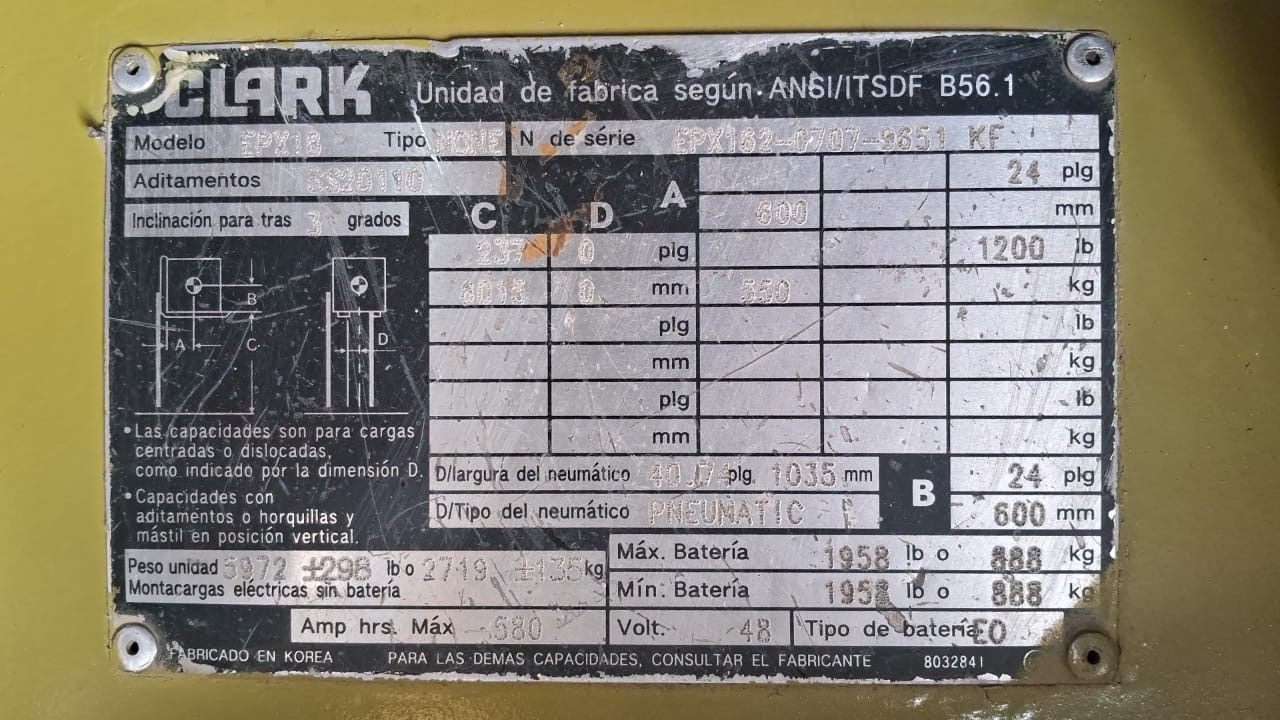 CLARK Unidad de fabrica según ANSI/ITSDF B56.1
Modelo EPX18 Tipo NONE N de série EPX162-0707-9651 KF
Aditamentos SS20110
Inclinación para tras 3 grados
C D A
24 plg
600 mm
237 0 plg 1200 lb
6015 0 mm 550 kg
plg lb
mm kg
plg lb
mm kg
B
A C
D
• Las capacidades son para cargas
centradas o dislocadas,
como indicado por la dimensión D.
• Capacidades con
aditamentos o horquillas y
mástil en posición vertical.
D/largura del neumático 40.74 plg 1035 mm
D/Tipo del neumático PNEUMATIC
B
24 plg
600 mm
Peso unidad 5972 ±298 lb o 2719 ±135 kg
Montacargas eléctricas sin batería
Máx. Batería 1958 lb o 888 kg
Mín. Batería 1958 lb o 888 kg
Amp hrs. Máx 580 Volt. 48 Tipo de batería EO
FABRICADO EN KOREA PARA LAS DEMAS CAPACIDADES, CONSULTAR EL FABRICANTE 8032841